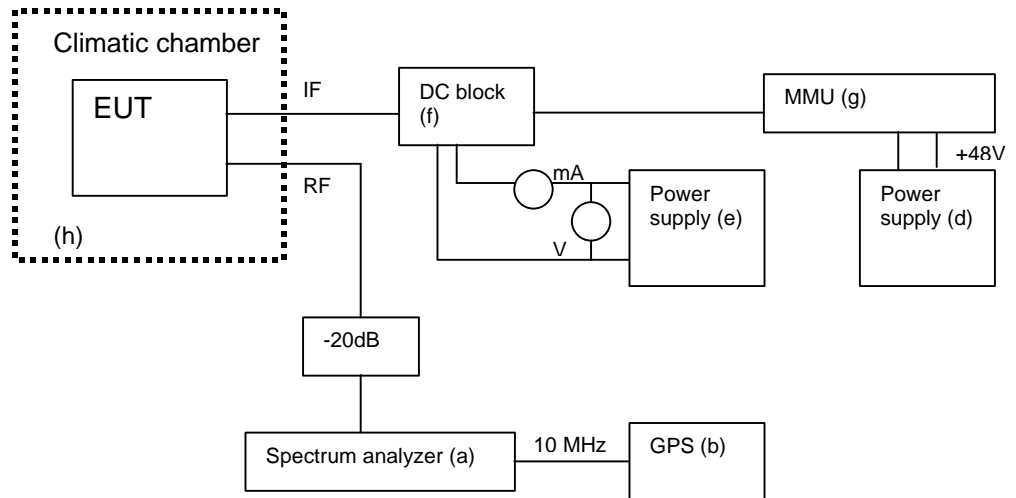 Climatic chamber
EUT
IF
RF
(h)
DC block
(f)
MMU (g)
+48V
mA
V
Power
supply (e)
Power
supply (d)
-20dB
Spectrum analyzer (a)
10 MHz
GPS (b)